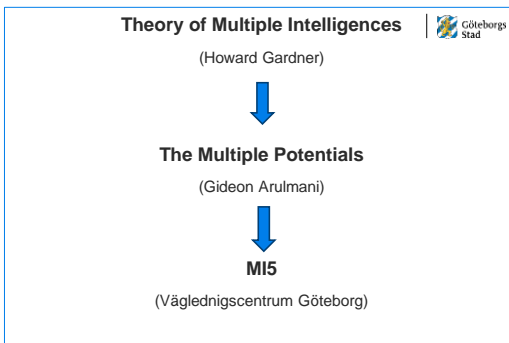 Theory of Multiple Intelligences
Göteborgs
Stad
(Howard Gardner)
The Multiple Potentials
(Gideon Arulmani)
MI5
(Väglednigscentrum Göteborg)